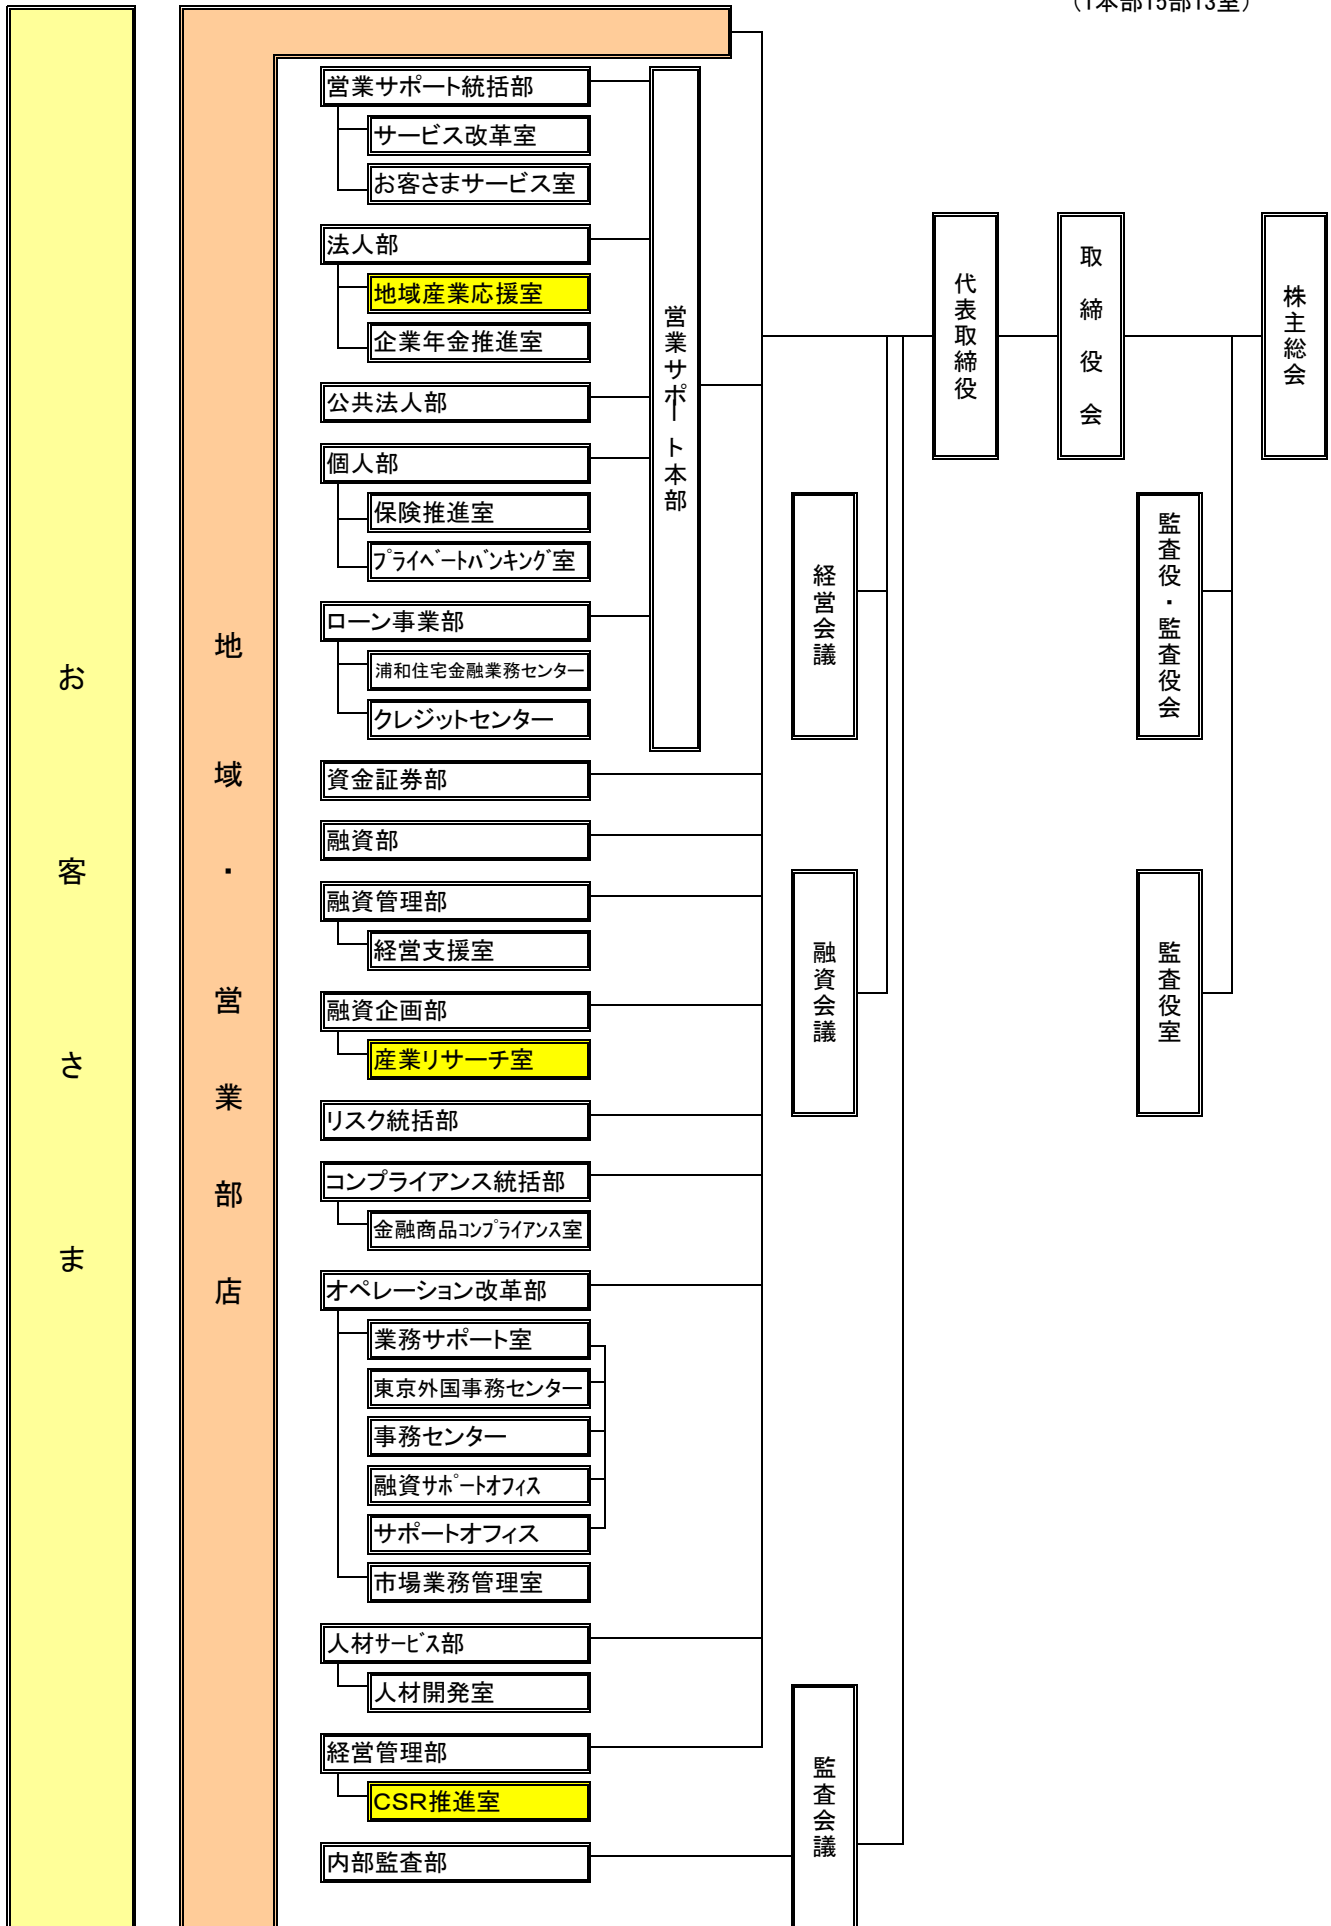 (1本部15部13室)
営業サポート統括部
サービス改革室
お客さまサービス室
法人部
地域産業応援室
企業年金推進室
公共法人部
個人部
保険推進室
プライベートバンキング室
ローン事業部
浦和住宅金融業務センター
クレジットセンター
資金証券部
融資部
融資管理部
経営支援室
融資企画部
産業リサーチ室
リスク統括部
コンプライアンス統括部
金融商品コンプライアンス室
オペレーション改革部
業務サポート室
東京外国事務センター
事務センター
融資サポートオフィス
サポートオフィス
市場業務管理室
人材サービス部
人材開発室
経営管理部
CSR推進室
内部監査部
お客さま
地域・営業部店
営業サポート本部
経営会議
融資会議
監査会議
代表取締役
取締役会
監査役・監査役会
監査役室
株主総会